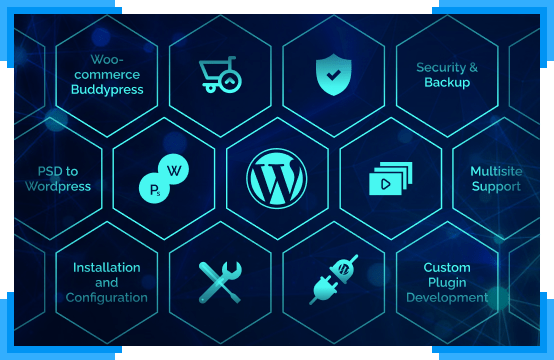 Woo-
commerce
Buddypress
Security &
Backup
PSD to
Wordpress
Ps
W
W
Multisite
Support
Installation
and
Configuration
W
Custom
Plugin
Development